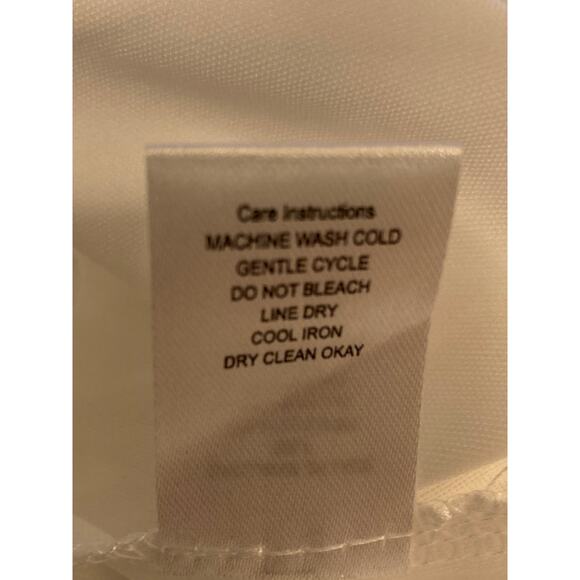 Care Instructions
MACHINE WASH COLD
GENTLE CYCLE
DO NOT BLEACH
LINE DRY
COOL IRON
DRY CLEAN OKAY